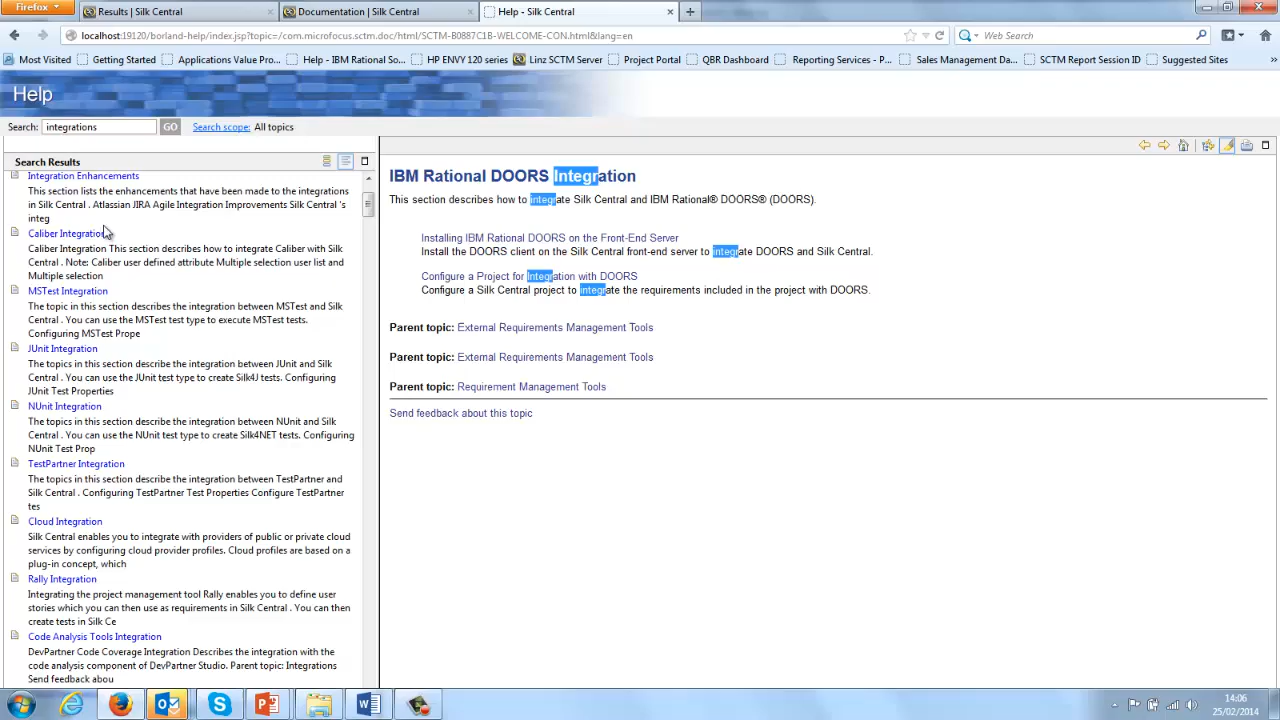 Firefox
Results | Silk Central
Documentation | Silk Central
Help - Silk Central
localhost:19120/borland-help/index.jsp?topic=/com.microfocus.sctm.doc/html/SCTM-B0887C1B-WELCOME-CON.html&lang=en
Web Search
Most Visited
Getting Started
Applications Value Pro...
Help - IBM Rational So...
HP ENVY 120 series
Linz SCTM Server
Project Portal
QBR Dashboard
Reporting Services - P...
Sales Management Da...
SCTM Report Session ID
Suggested Sites
Help
Search: integrations GO Search scope: All topics
Search Results
Integration Enhancements
This section lists the enhancements that have been made to the integrations
in Silk Central . Atlassian JIRA Agile Integration Improvements Silk Central 's
integ
Caliber Integration
Caliber Integration This section describes how to integrate Caliber with Silk
Central . Note: Caliber user defined attribute Multiple selection user list and
Multiple selection
MSTest Integration
The topics in this section describe the integration between MSTest and Silk
Central . You can use the MSTest test type to execute MSTest tests.
Configuring MSTest Prope
JUnit Integration
The topics in this section describe the integration between JUnit and Silk
Central . You can use the JUnit test type to create Silk4J tests. Configuring
JUnit Test Properties
NUnit Integration
The topics in this section describe the integration between NUnit and Silk
Central . You can use the NUnit test type to create Silk4NET tests. Configuring
NUnit Test Prop
TestPartner Integration
The topics in this section describe the integration between TestPartner and
Silk Central . Configuring TestPartner Test Properties Configure TestPartner
tes
Cloud Integration
Silk Central enables you to integrate with providers of public or private cloud
services by configuring cloud provider profiles. Cloud profiles are based on a
plug-in concept, which
Rally Integration
Integrating the project management tool Rally enables you to define user
stories which you can then use as requirements in Silk Central . You can then
create tests in Silk Ce
Code Analysis Tools Integration
DevPartner Code Coverage Integration Describes the integration with the
code analysis component of DevPartner Studio. Parent topic: Integrations
Send feedback abou
IBM Rational DOORS Integration
This section describes how to integrate Silk Central and IBM Rational® DOORS® (DOORS).
Installing IBM Rational DOORS on the Front-End Server
Install the DOORS client on the Silk Central front-end server to integrate DOORS and Silk Central.
Configure a Project for Integration with DOORS
Configure a Silk Central project to integrate the requirements included in the project with DOORS.
Parent topic: External Requirements Management Tools
Parent topic: External Requirements Management Tools
Parent topic: Requirement Management Tools
Send feedback about this topic
14:06
25/02/2014